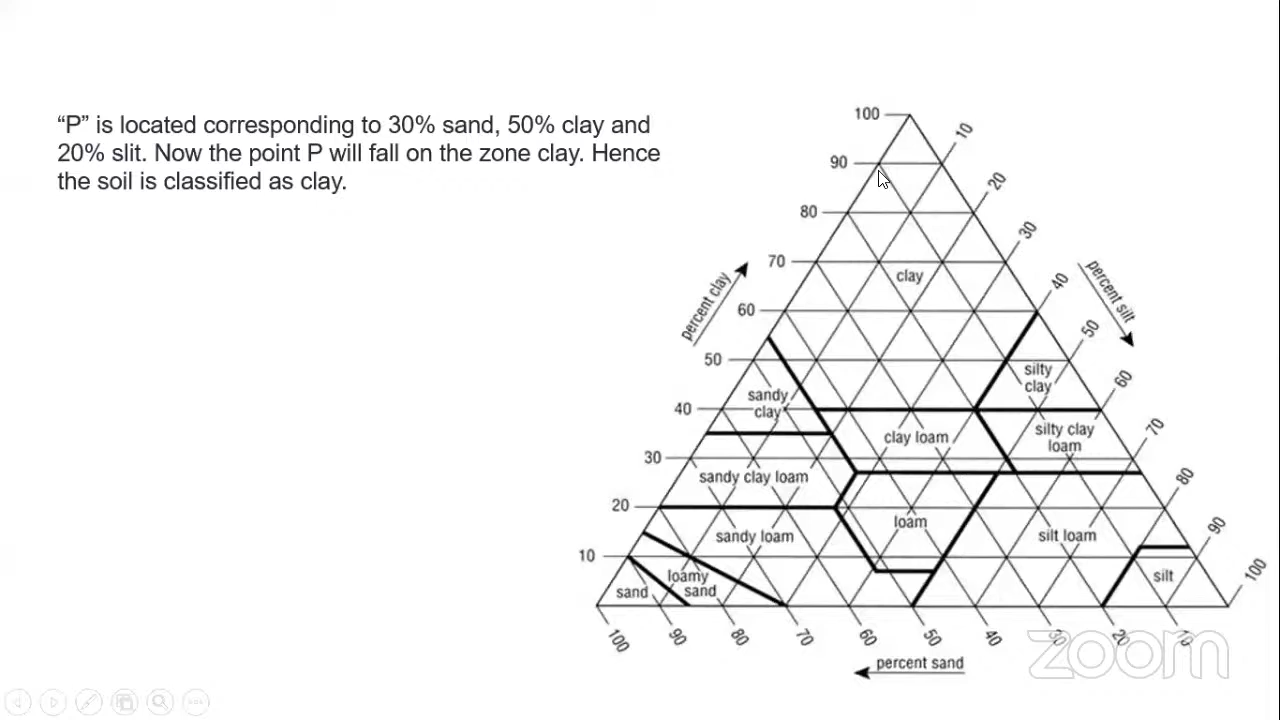 “P” is located corresponding to 30% sand, 50% clay and
20% slit. Now the point P will fall on the zone clay. Hence
the soil is classified as clay.
100
90
80
70
60
50
40
30
20
10
percent clay
10
20
30
40
50
60
70
80
90
100
percent silt
clay
silty
clay
sandy
clay
clay loam
silty clay
loam
sandy clay loam
loam
sandy loam
silt loam
loamy
sand
sand
silt
100
90
80
70
60
50
40
30
20
10
percent sand
zoom